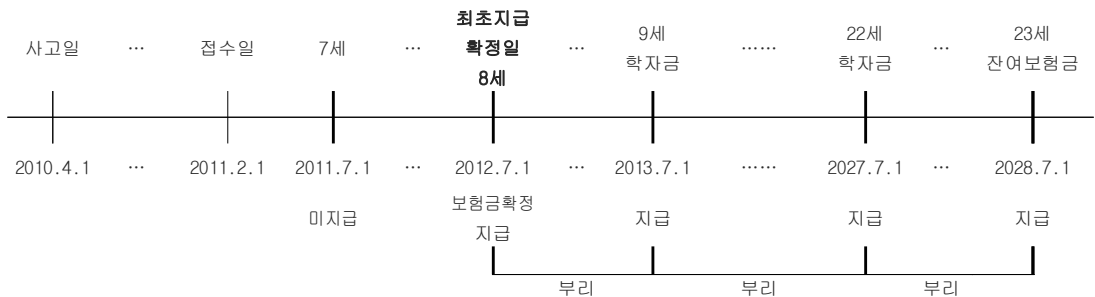 사고일 … 접수일 7세 … 최초지급 확정일 8세 … 9세 학자금 …… 22세 학자금 … 23세 잔여보험금
2010.4.1 … 2011.2.1 2011.7.1 … 2012.7.1 … 2013.7.1 …… 2027.7.1 … 2028.7.1
미지급 보험금확정 지급 지급 지급 지급
부리 부리 부리